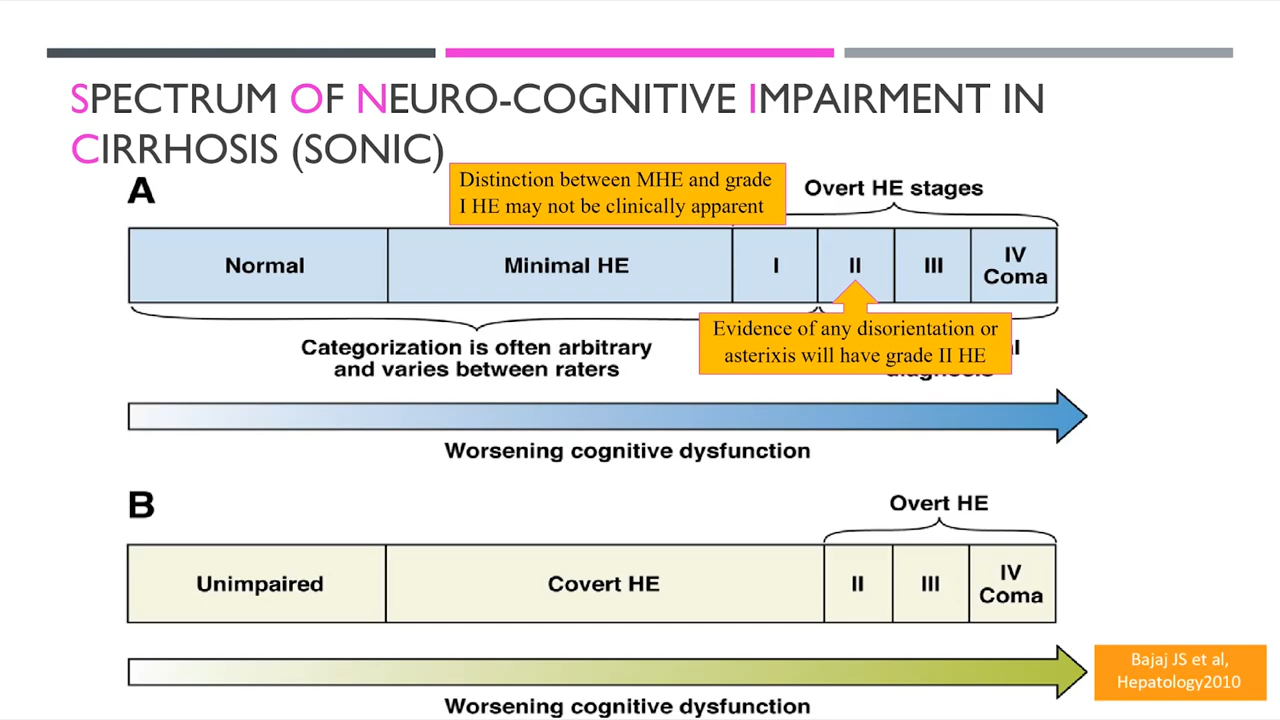 SPECTRUM OF NEURO-COGNITIVE IMPAIRMENT IN
CIRRHOSIS (SONIC)
A
Distinction between MHE and grade
I HE may not be clinically apparent
Overt HE stages
Normal
Minimal HE
I
II
III
IV
Coma
Evidence of any disorientation or
asterixis will have grade II HE
Categorization is often arbitrary
and varies between raters
Worsening cognitive dysfunction
B
Overt HE
Unimpaired
Covert HE
II
III
IV
Coma
Worsening cognitive dysfunction
Bajaj JS et al,
Hepatology2010